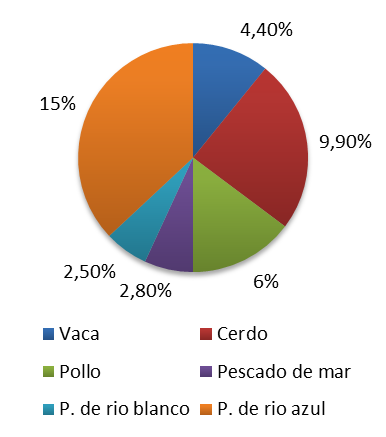 4,40%
15%
9,90%
2,50%
2,80%
6%
Vaca
Cerdo
Pollo
Pescado de mar
P. de rio blanco
P. de rio azul